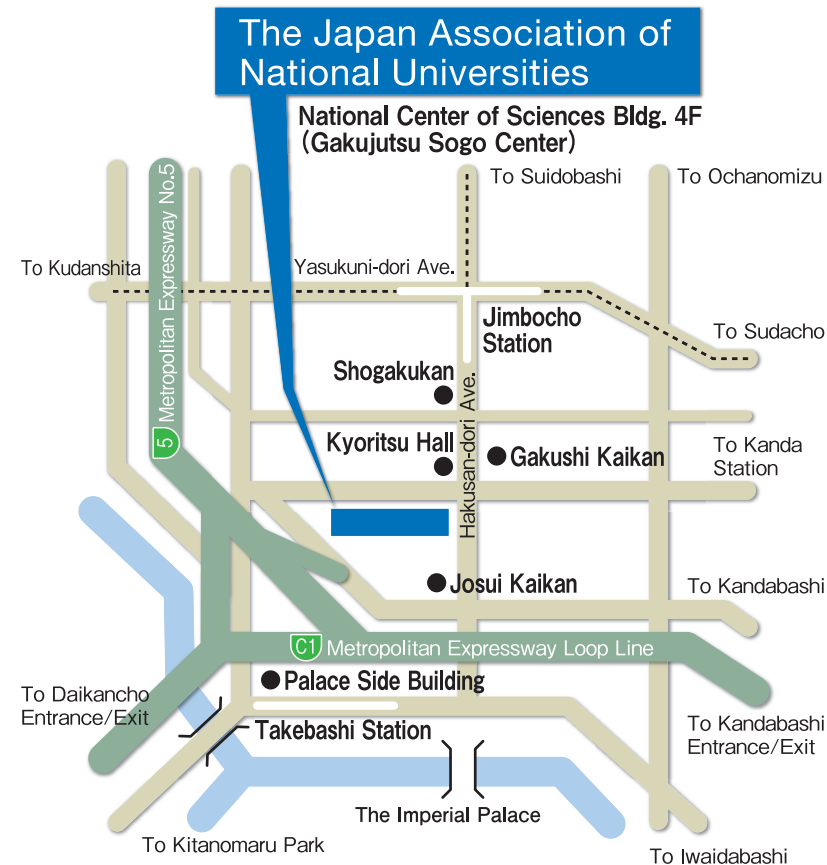 The Japan Association of
National Universities
National Center of Sciences Bldg. 4F
(Gakujutsu Sogo Center)
To Suidobashi
To Ochanomizu
Metropolitan Expressway No.5
5
To Kudanshita
Yasukuni-dori Ave.
Jimbocho
Station
To Sudacho
Shogakukan
Hakusan-dori Ave.
Kyoritsu Hall
Gakushi Kaikan
To Kanda
Station
Josui Kaikan
To Kandabashi
C1
Metropolitan Expressway Loop Line
Palace Side Building
To Daikancho
Entrance/Exit
Takebashi Station
To Kandabashi
Entrance/Exit
The Imperial Palace
To Kitanomaru Park
To Iwaidabashi